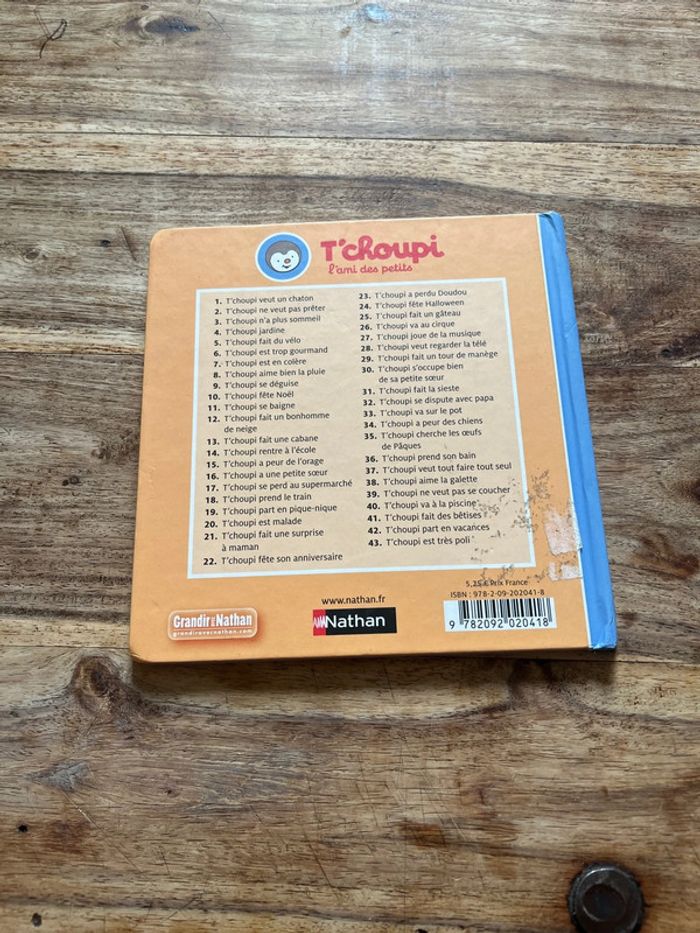 T'choupi
l'ami des petits
1. T'choupi veut un chaton
2. T'choupi ne veut pas prêter
3. T'choupi n'a plus sommeil
4. T'choupi jardine
5. T'choupi fait du vélo
6. T'choupi est trop gourmand
7. T'choupi est en colère
8. T'choupi aime bien la pluie
9. T'choupi se déguise
10. T'choupi fête Noël
11. T'choupi se baigne
12. T'choupi fait un bonhomme
de neige
13. T'choupi fait une cabane
14. T'choupi rentre à l'école
15. T'choupi a peur de l'orage
16. T'choupi a une petite sœur
17. T'choupi se perd au supermarché
18. T'choupi prend le train
19. T'choupi part en pique-nique
20. T'choupi est malade
21. T'choupi fait une surprise
à maman
22. T'choupi fête son anniversaire
23. T'choupi a perdu Doudou
24. T'choupi fête Halloween
25. T'choupi fait un gâteau
26. T'choupi va au cirque
27. T'choupi joue de la musique
28. T'choupi veut regarder la télé
29. T'choupi fait un tour de manège
30. T'choupi s'occupe bien
de sa petite sœur
31. T'choupi fait la sieste
32. T'choupi se dispute avec papa
33. T'choupi va sur le pot
34. T'choupi a peur des chiens
35. T'choupi cherche les œufs
de Pâques
36. T'choupi prend son bain
37. T'choupi veut tout faire tout seul
38. T'choupi aime la galette
39. T'choupi ne veut pas se coucher
40. T'choupi va à la piscine
41. T'choupi fait des bêtises
42. T'choupi part en vacances
43. T'choupi est très poli
5,25 € Prix France
ISBN : 978-2-09-202041-8
9 782092 020418
www.nathan.fr
Nathan
Grandir avec Nathan
grandiravecnathan.com